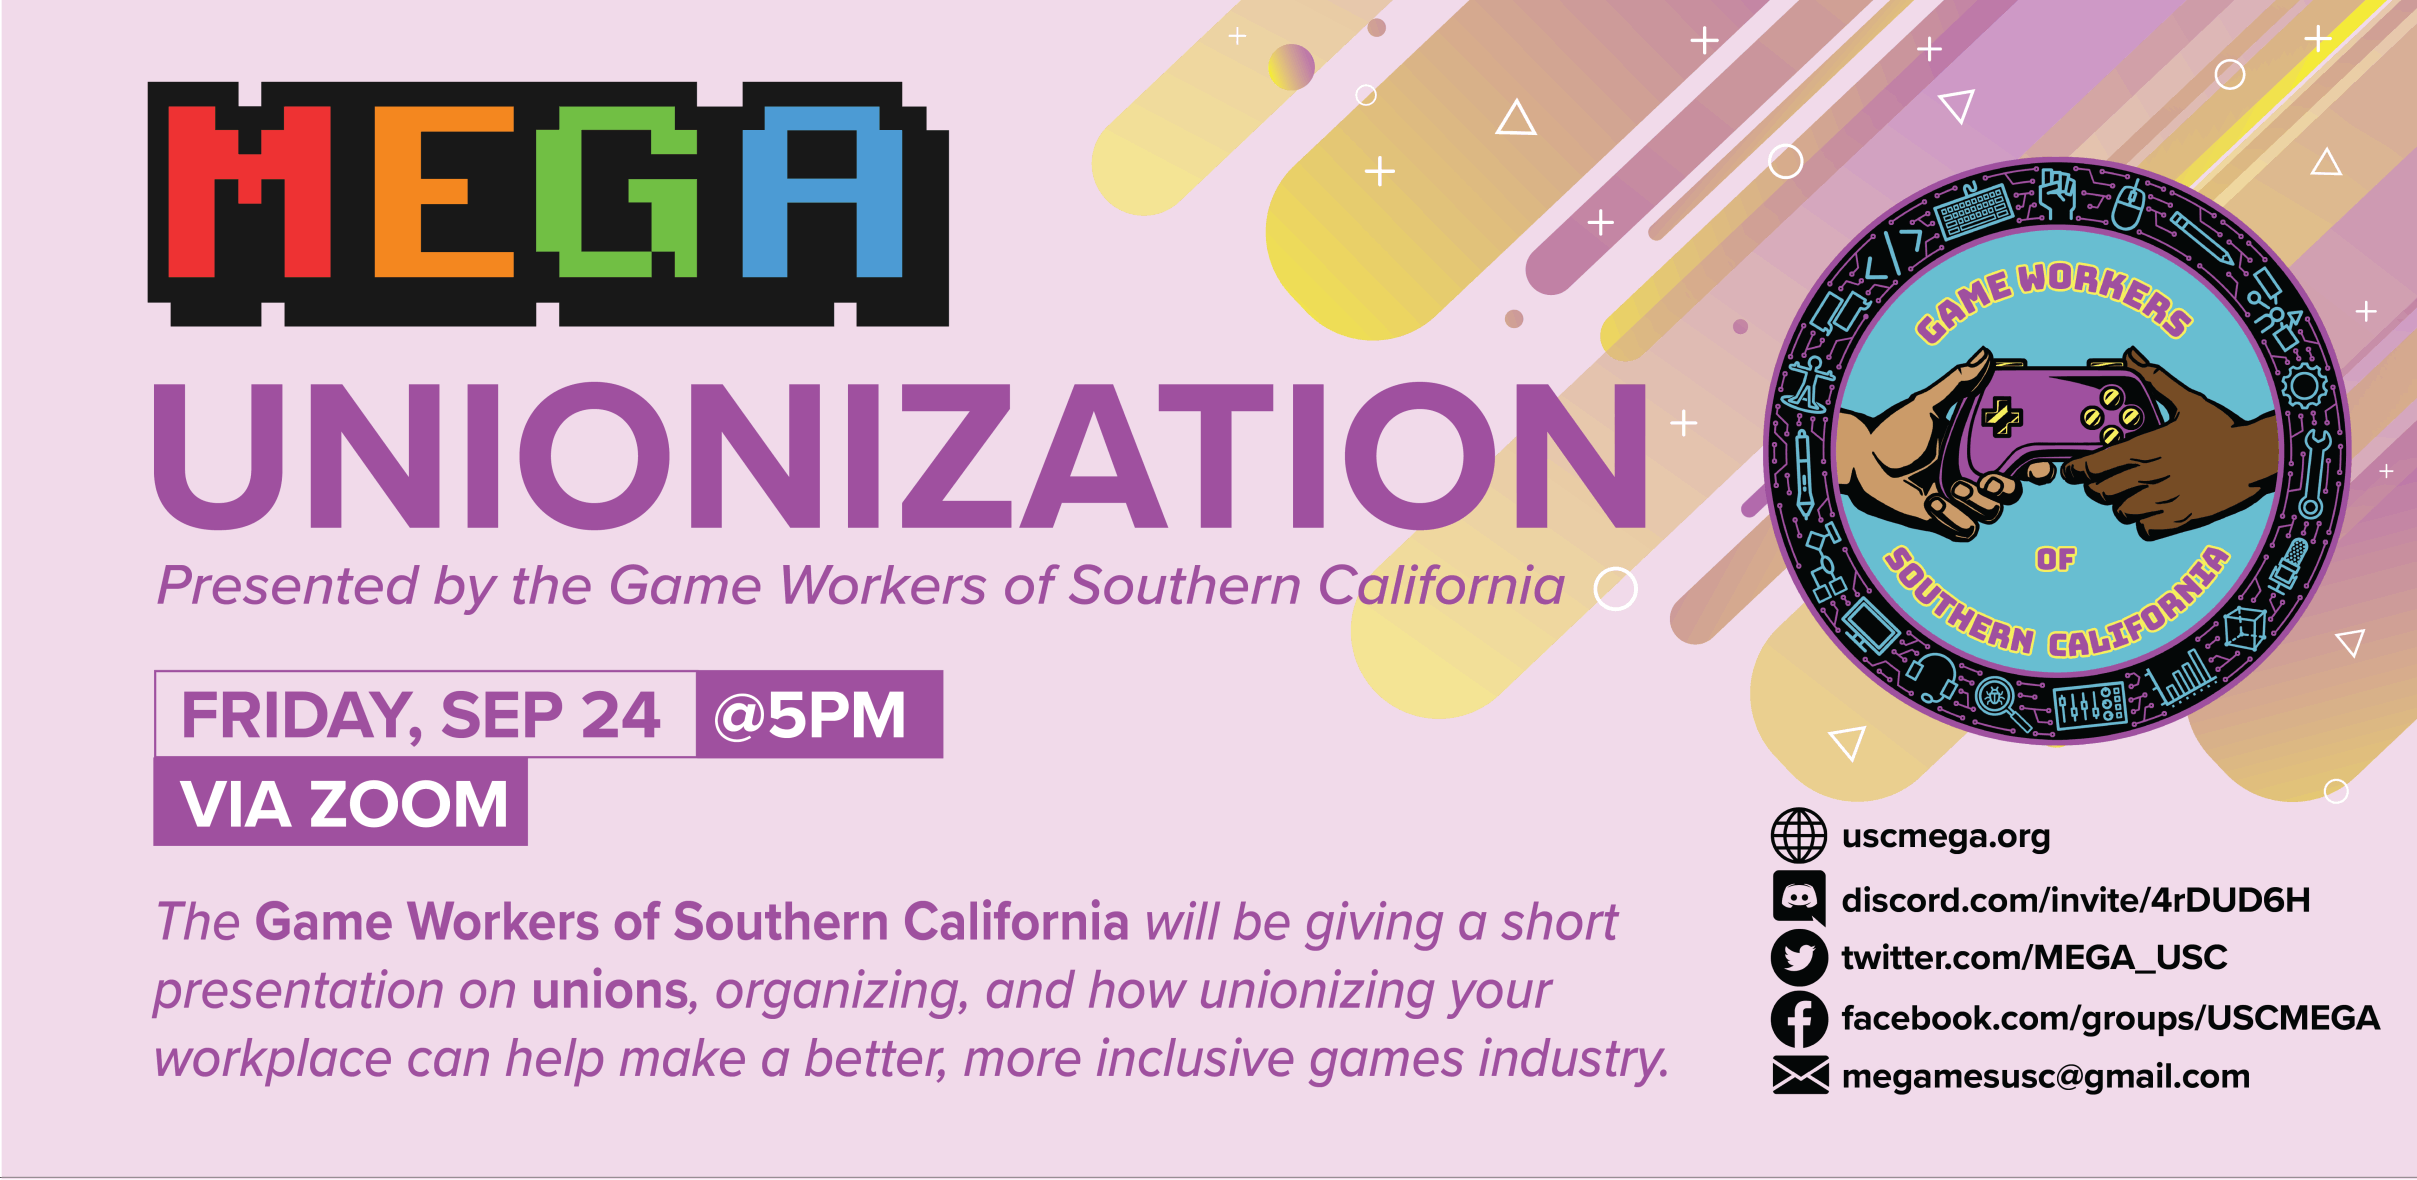 MEGA
UNIONIZATION
Presented by the Game Workers of Southern California
FRIDAY, SEP 24 @5PM
VIA ZOOM
The Game Workers of Southern California will be giving a short
presentation on unions, organizing, and how unionizing your
workplace can help make a better, more inclusive games industry.
GAME WORKERS
OF
SOUTHERN CALIFORNIA
uscmega.org
discord.com/invite/4rDUD6H
twitter.com/MEGA_USC
facebook.com/groups/USCMEGA
megamesusc@gmail.com